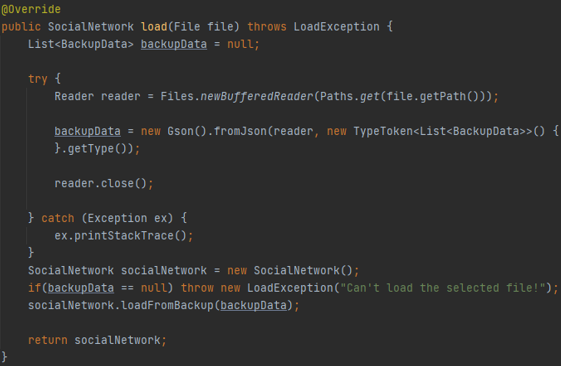 @Override
public SocialNetwork load(File file) throws LoadException {
    List<BackupData> backupData = null;

    try {
        Reader reader = Files.newBufferedReader(Paths.get(file.getPath()));

        backupData = new Gson().fromJson(reader, new TypeToken<List<BackupData>>() {
        }.getType());

        reader.close();

    } catch (Exception ex) {
        ex.printStackTrace();
    }
    SocialNetwork socialNetwork = new SocialNetwork();
    if(backupData == null) throw new LoadException("Can't load the selected file!");
    socialNetwork.loadFromBackup(backupData);

    return socialNetwork;
}